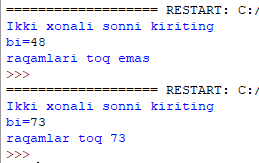 ==================== RESTART: C:/
Ikki xonali sonni kiriting
bi=48
raqamlari toq emas
>>>
==================== RESTART: C:/
Ikki xonali sonni kiriting
bi=73
raqamlar toq 73
>>>